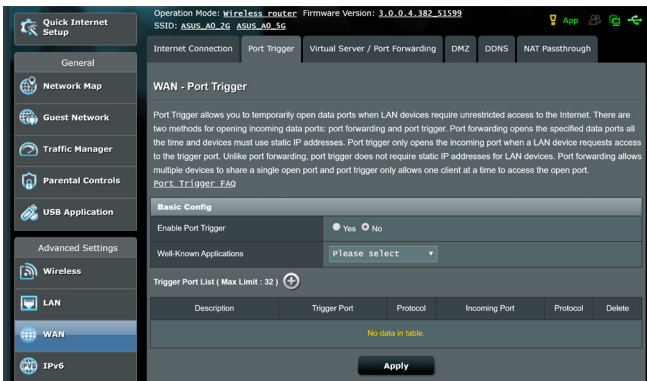 Quick Internet
Setup
General
Network Map
Guest Network
Traffic Manager
Parental Controls
USB Application
Advanced Settings
Wireless
LAN
WAN
IPv6
Operation Mode: Wireless router Firmware Version: 3.0.0.4.382_51599
SSID: ASUS_A0_2G ASUS_A0_5G
App
Internet Connection Port Trigger Virtual Server / Port Forwarding DMZ DDNS NAT Passthrough
WAN - Port Trigger
Port Trigger allows you to temporarily open data ports when LAN devices require unrestricted access to the Internet. There are
two methods for opening incoming data ports: port forwarding and port trigger. Port forwarding opens the specified data ports all
the time and devices must use static IP addresses. Port trigger only opens the incoming port when a LAN device requests access
to the trigger port. Unlike port forwarding, port trigger does not require static IP addresses for LAN devices. Port forwarding allows
multiple devices to share a single open port and port trigger only allows one client at a time to access the open port.
Port Trigger FAQ
Basic Config
Enable Port Trigger Yes No
Well-Known Applications Please select
Trigger Port List ( Max Limit : 32 )
Description Trigger Port Protocol Incoming Port Protocol Delete
No data in table.
Apply